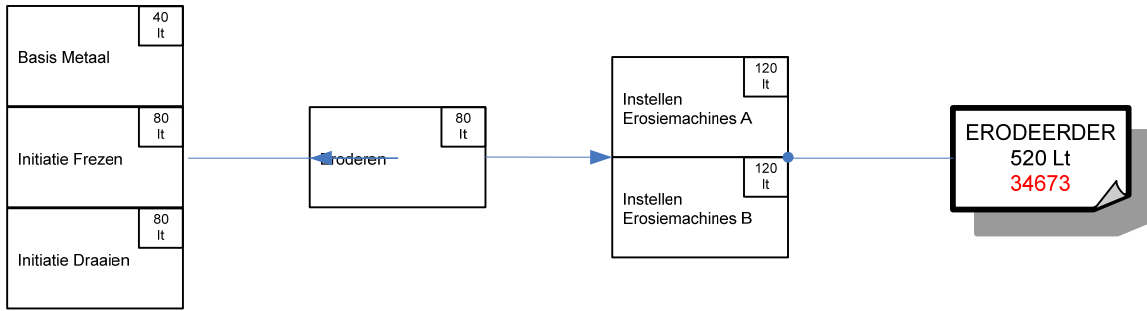 40
lt
Basis Metaal
80
lt
Initiatie Frezen
80
lt
Initiatie Draaien
80
lt
Eroderen
120
lt
Instellen
Erosiemachines A
120
lt
Instellen
Erosiemachines B
ERODEERDER
520 Lt
34673